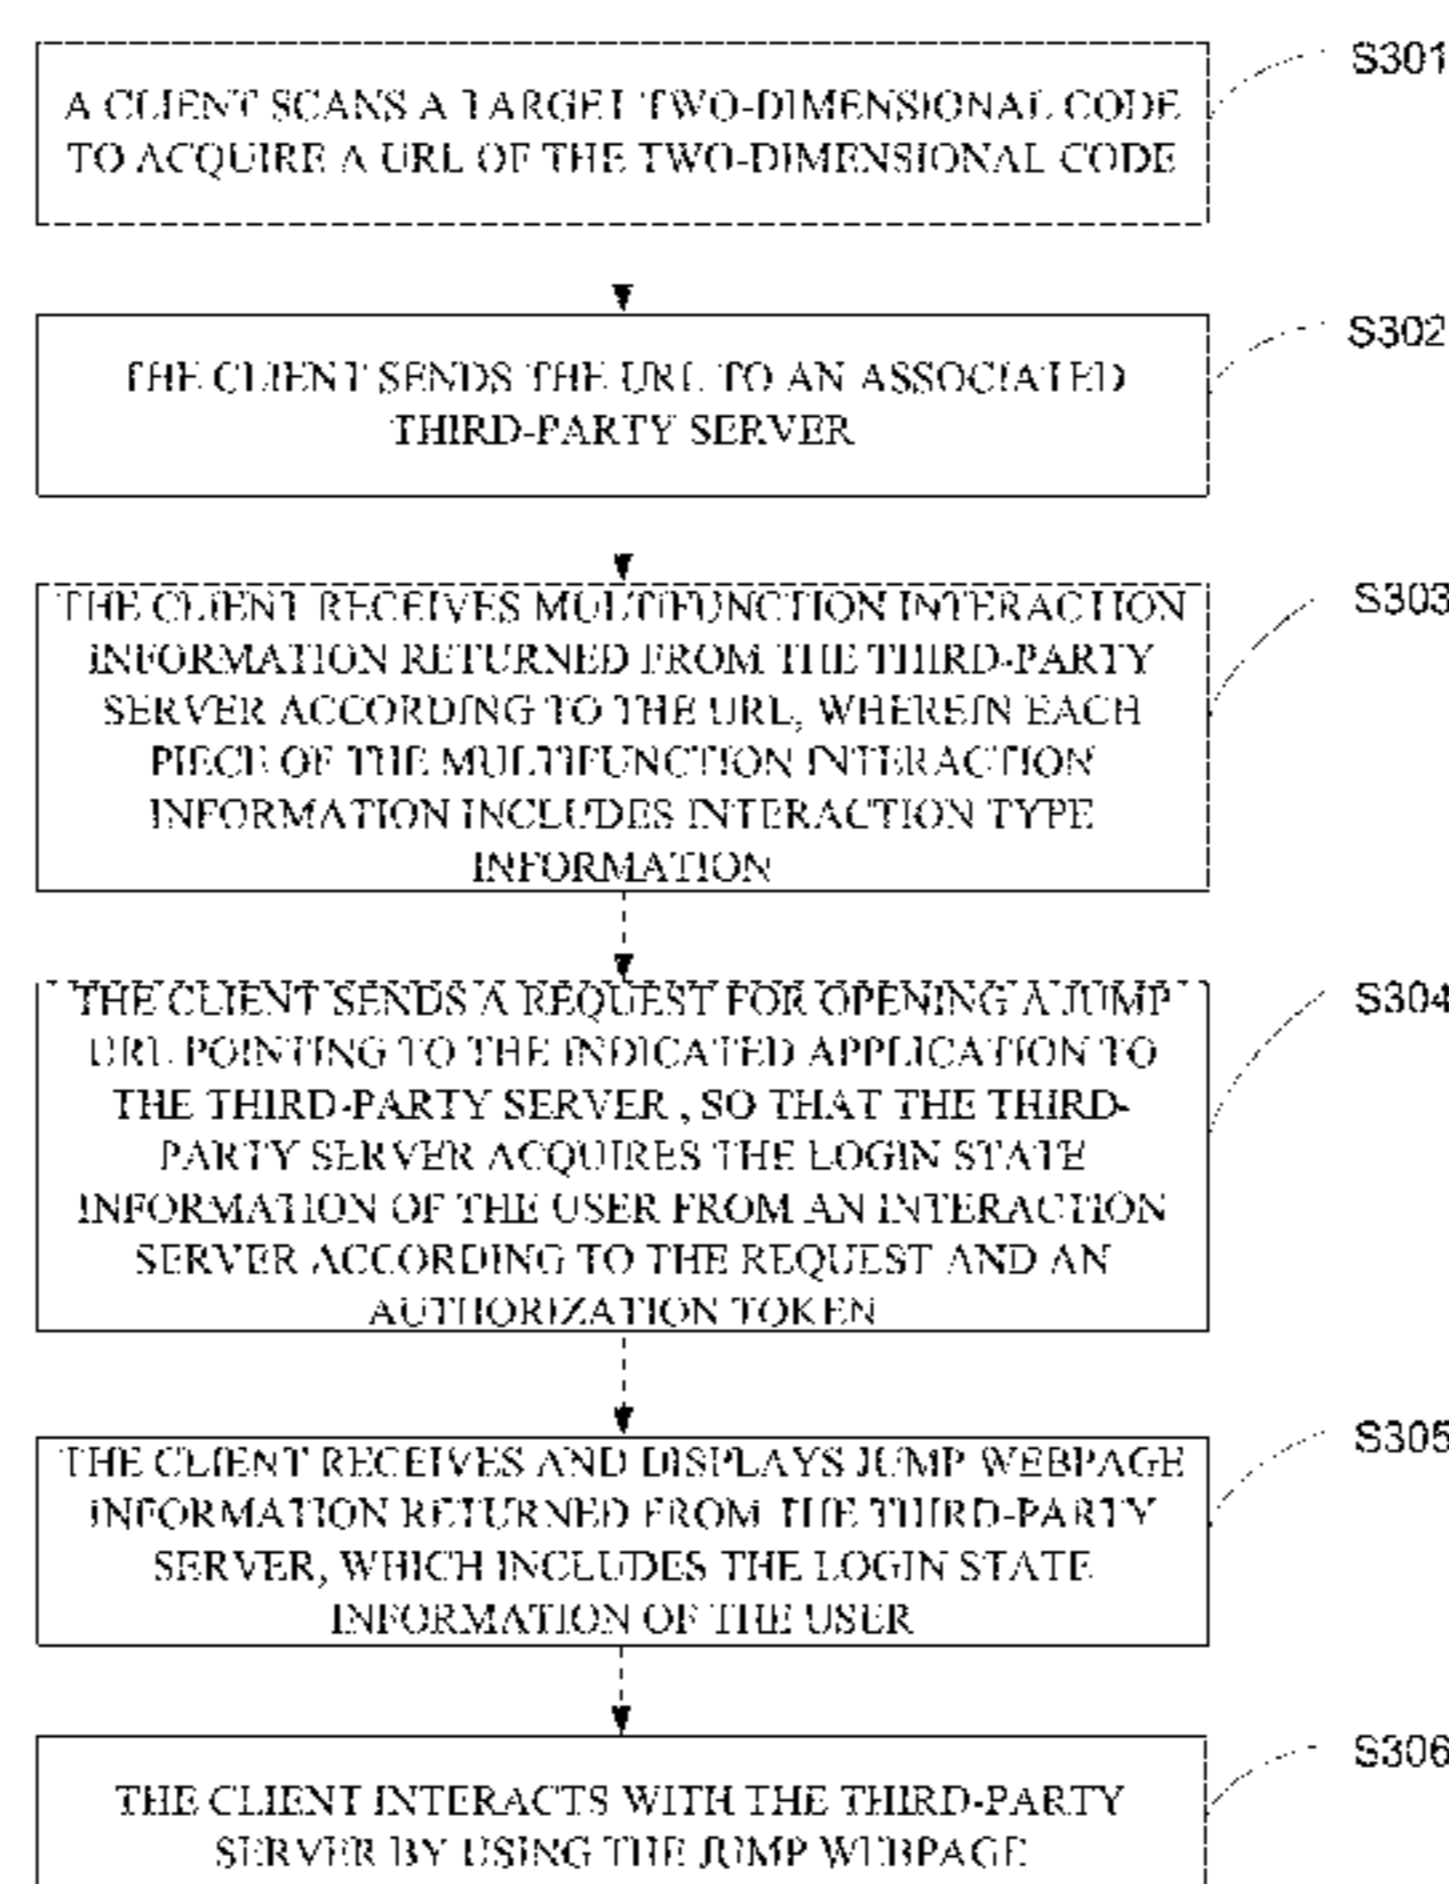 S301
A CLIENT SCANS A TARGET TWO-DIMENSIONAL CODE
TO ACQUIRE A URL OF THE TWO-DIMENSIONAL CODE
S302
THE CLIENT SENDS THE URL TO AN ASSOCIATED
THIRD-PARTY SERVER
S303
THE CLIENT RECEIVES MULTIFUNCTION INTERACTION
INFORMATION RETURNED FROM THE THIRD-PARTY
SERVER ACCORDING TO THE URL, WHEREIN EACH
PIECE OF THE MULTIFUNCTION INTERACTION
INFORMATION INCLUDES INTERACTION TYPE
INFORMATION
S304
THE CLIENT SENDS A REQUEST FOR OPENING A JUMP
URL POINTING TO THE INDICATED APPLICATION TO
THE THIRD-PARTY SERVER , SO THAT THE THIRD-
PARTY SERVER ACQUIRES THE LOGIN STATE
INFORMATION OF THE USER FROM AN INTERACTION
SERVER ACCORDING TO THE REQUEST AND AN
AUTHORIZATION TOKEN
S305
THE CLIENT RECEIVES AND DISPLAYS JUMP WEBPAGE
INFORMATION RETURNED FROM THE THIRD-PARTY
SERVER, WHICH INCLUDES THE LOGIN STATE
INFORMATION OF THE USER
S306
THE CLIENT INTERACTS WITH THE THIRD-PARTY
SERVER BY USING THE JUMP WEBPAGE